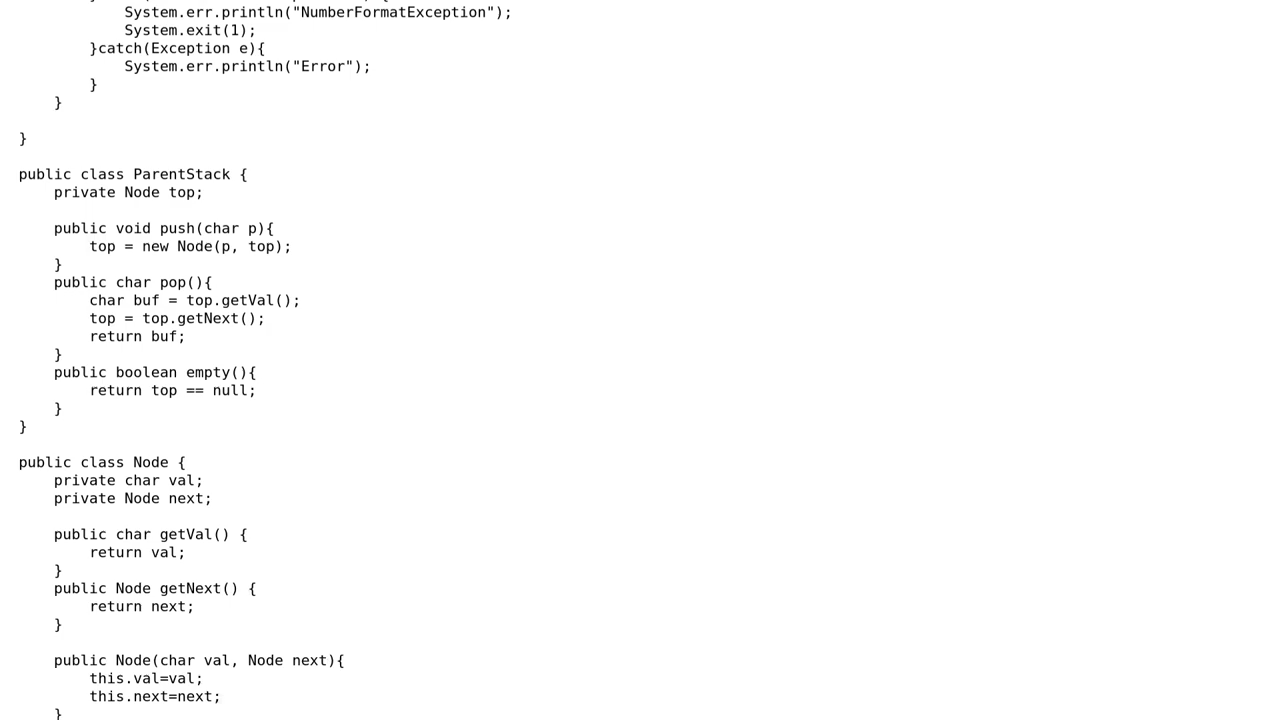 System.err.println("NumberFormatException");
System.exit(1);
}catch(Exception e){
System.err.println("Error");
}
}
}
public class ParentStack {
private Node top;
public void push(char p){
top = new Node(p, top);
}
public char pop(){
char buf = top.getVal();
top = top.getNext();
return buf;
}
public boolean empty(){
return top == null;
}
}
public class Node {
private char val;
private Node next;
public char getVal() {
return val;
}
public Node getNext() {
return next;
}
public Node(char val, Node next){
this.val=val;
this.next=next;
}